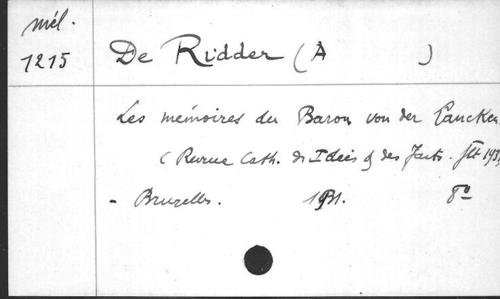 mél.
1215
De Ridder (A )
Les mémoires du Baron von der Lancken
(Revue Cath. des Idées & des Faits.
- Bruxelles. 1931. 8°